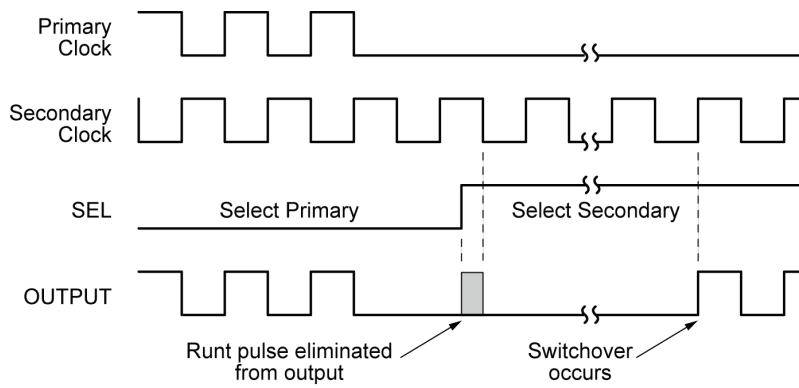 Primary
Clock
Secondary
Clock
SEL
Select Primary
Select Secondary
OUTPUT
Runt pulse eliminated
from output
Switchover
occurs